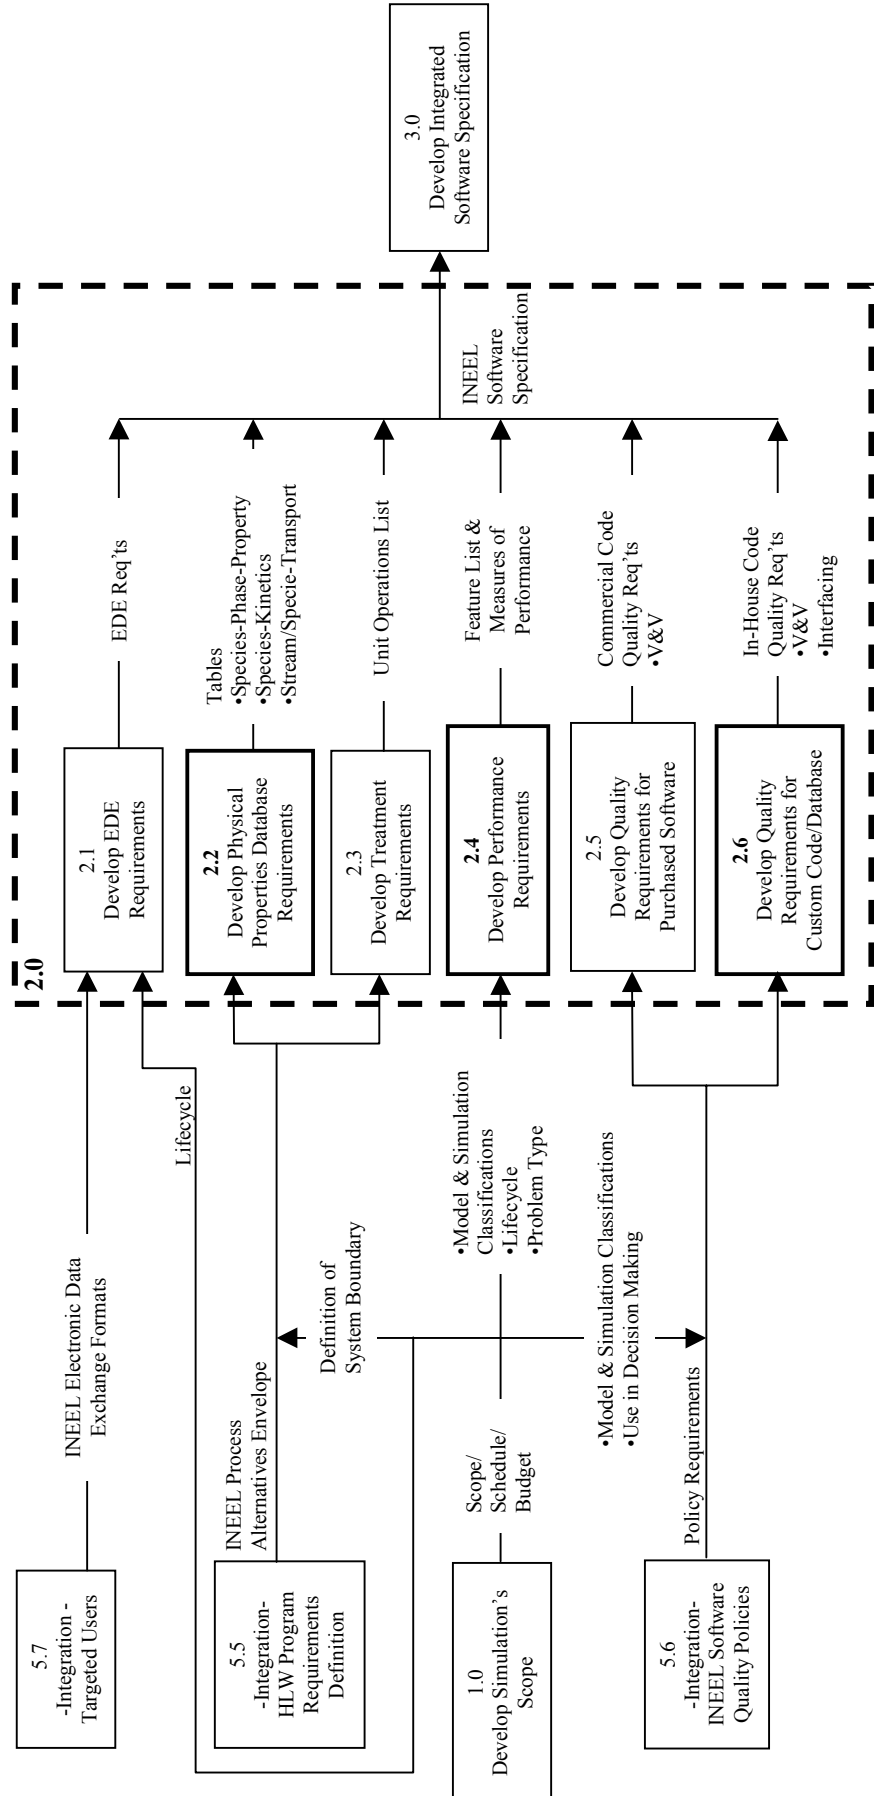 5.7
-Integration -
Targeted Users
INEEL Electronic Data
Exchange Formats
5.5
-Integration-
HLW Program
Requirements
Definition
INEEL Process
Alternatives Envelope
Lifecycle
Definition of
System Boundary
1.0
Develop Simulation’s
Scope
Scope/
Schedule/
Budget
•Model & Simulation
Classifications
•Lifecycle
•Problem Type
•Model & Simulation Classifications
•Use in Decision Making
5.6
-Integration-
INEEL Software
Quality Policies
Policy Requirements
2.0
2.1
Develop EDE
Requirements
EDE Req’ts
2.2
Develop Physical
Properties Database
Requirements
Tables
•Species-Phase-Property
•Species-Kinetics
•Stream/Specie-Transport
2.3
Develop Treatment
Requirements
Unit Operations List
2.4
Develop Performance
Requirements
Feature List &
Measures of
Performance
2.5
Develop Quality
Requirements for
Purchased Software
Commercial Code
Quality Req’ts
•V&V
2.6
Develop Quality
Requirements for
Custom Code/Database
In-House Code
Quality Req’ts
•V&V
•Interfacing
INEEL
Software
Specification
3.0
Develop Integrated
Software Specification